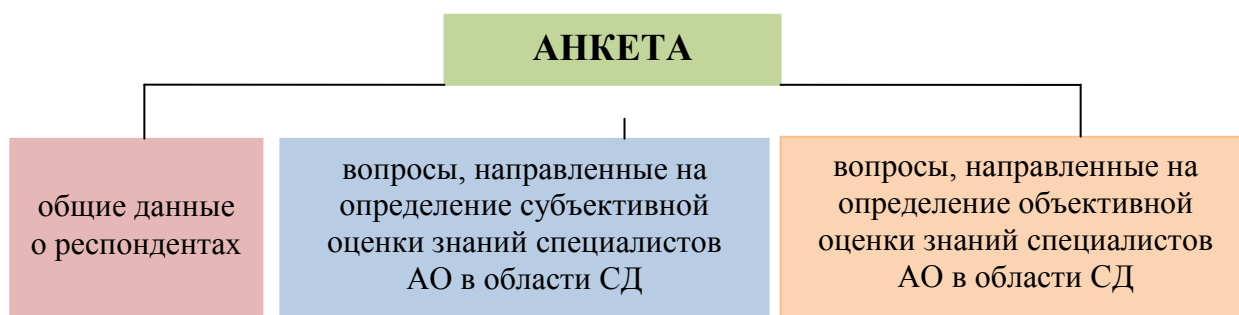 АНКЕТА
общие данные
о респондентах
вопросы, направленные на
определение субъективной
оценки знаний специалистов
АО в области СД
вопросы, направленные на
определение объективной
оценки знаний специалистов
АО в области СД